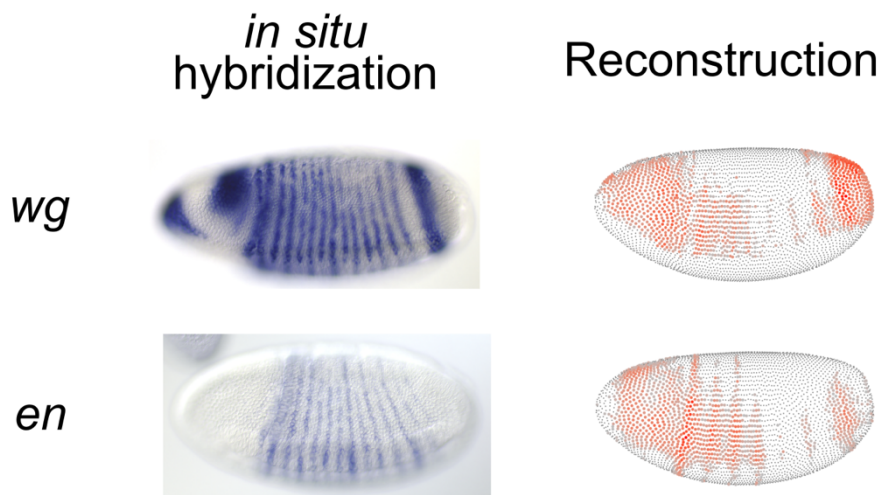 in situ
hybridization
Reconstruction
wg
en